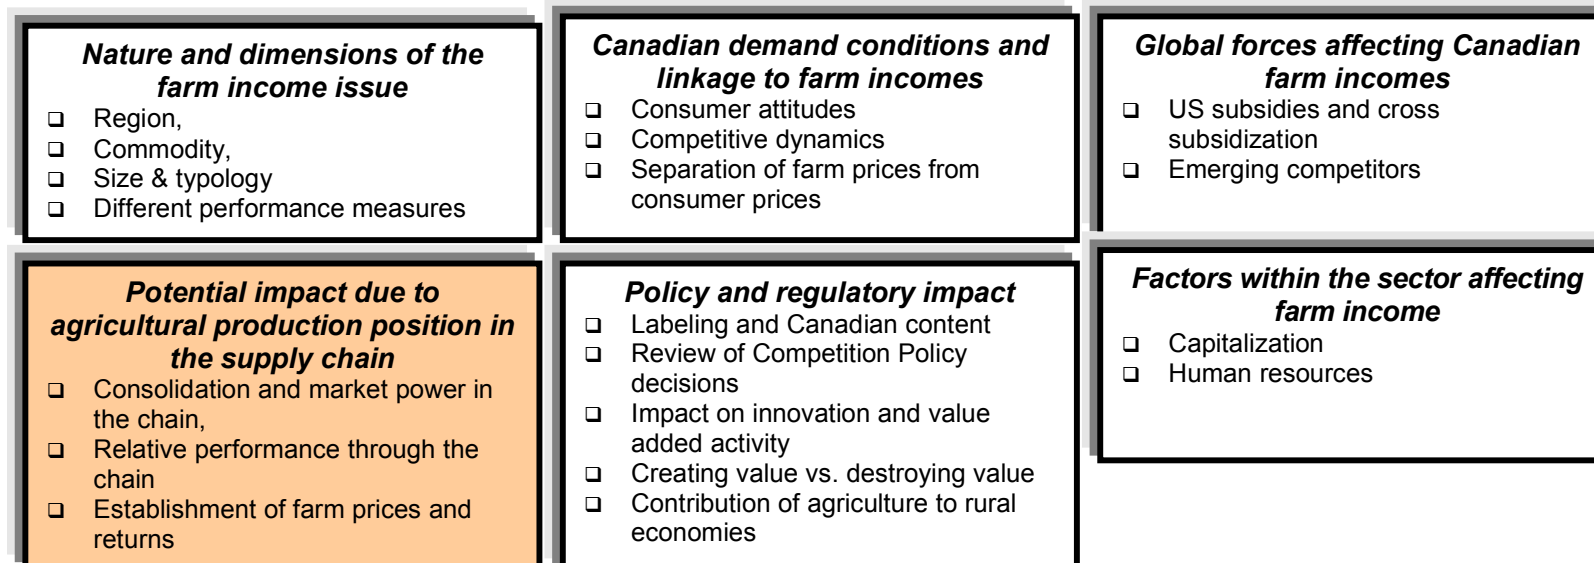 Nature and dimensions of the
farm income issue
❑ Region,
❑ Commodity,
❑ Size & typology
❑ Different performance measures
Canadian demand conditions and
linkage to farm incomes
❑ Consumer attitudes
❑ Competitive dynamics
❑ Separation of farm prices from
consumer prices
Global forces affecting Canadian
farm incomes
❑ US subsidies and cross
subsidization
❑ Emerging competitors
Potential impact due to
agricultural production position in
the supply chain
❑ Consolidation and market power in
the chain,
❑ Relative performance through the
chain
❑ Establishment of farm prices and
returns
Policy and regulatory impact
❑ Labeling and Canadian content
❑ Review of Competition Policy
decisions
❑ Impact on innovation and value
added activity
❑ Creating value vs. destroying value
❑ Contribution of agriculture to rural
economies
Factors within the sector affecting
farm income
❑ Capitalization
❑ Human resources